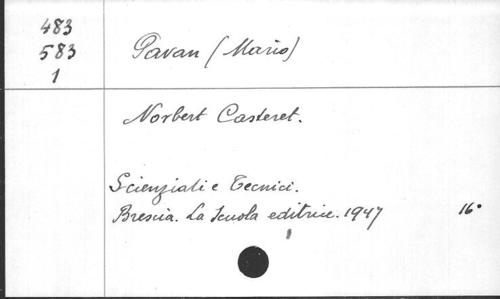 483
583
1
Pavan (Mario)
Norbert Casteret.
Scienziati e Tecnici.
Brescia. La Scuola editrice. 1947 16°